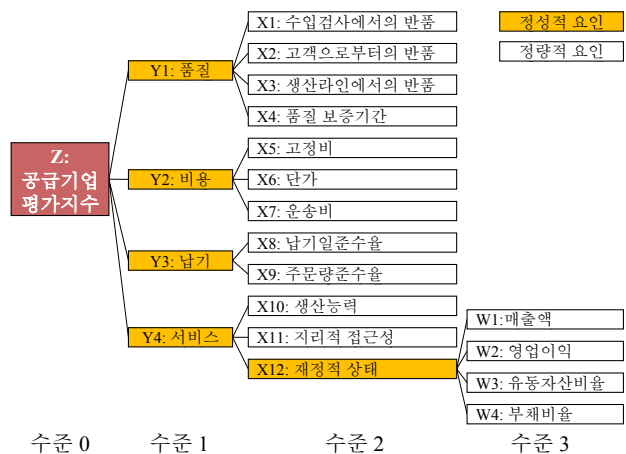 X1: 수입검사에서의 반품
정성적 요인
X2: 고객으로부터의 반품
정량적 요인
Y1: 품질
X3: 생산라인에서의 반품
X4: 품질 보증기간
Z:
공급기업
평가지수
X5: 고정비
Y2: 비용
X6: 단가
X7: 운송비
X8: 납기일준수율
Y3: 납기
X9: 주문량준수율
X10: 생산능력
Y4: 서비스
X11: 지리적 접근성
X12: 재정적 상태
W1:매출액
W2: 영업이익
W3: 유동자산비율
W4: 부채비율
수준 0
수준 1
수준 2
수준 3